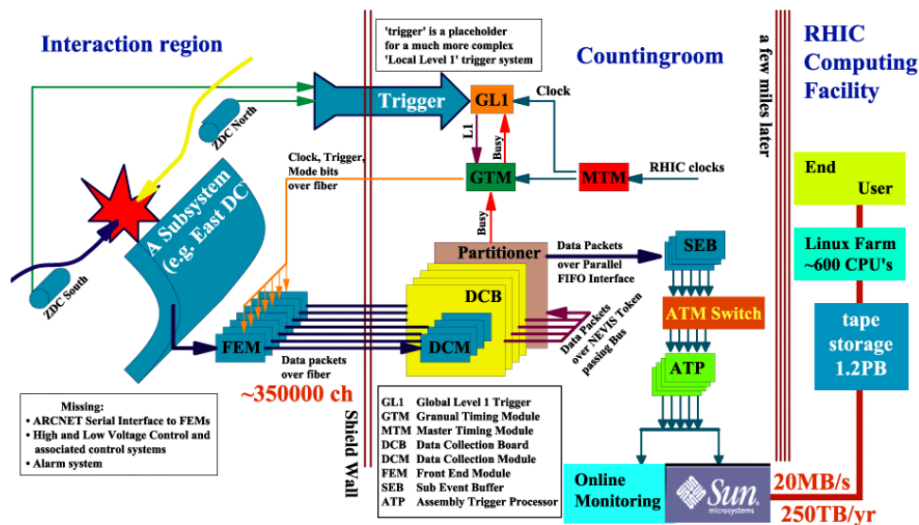 Interaction region
'trigger' is a placeholder
for a much more complex
'Local Level 1' trigger system
Countingroom
a few miles later
RHIC
Computing
Facility
ZDC North
Trigger
GL1
Clock
L1
Busy
Clock, Trigger,
Mode bits
over fiber
GTM
MTM
RHIC clocks
End
User
A Subsystem
(e.g. East DC)
ZDC South
Busy
Partitioner
Data Packets
over Parallel
FIFO Interface
SEB
Linux Farm
~600 CPU's
DCB
ATM Switch
tape
storage
1.2PB
FEM
DCM
Data Packets
over NEVIS Token
passing Bus
ATP
Data packets
over fiber
~350000 ch
Missing:
• ARCNET Serial Interface to FEMs
• High and Low Voltage Control and
associated control systems
• Alarm system
Shield Wall
GL1 Global Level 1 Trigger
GTM Granual Timing Module
MTM Master Timing Module
DCB Data Collection Board
DCM Data Collection Module
FEM Front End Module
SEB Sub Event Buffer
ATP Assembly Trigger Processor
Online
Monitoring
Sun
microsystems
20MB/s
250TB/yr